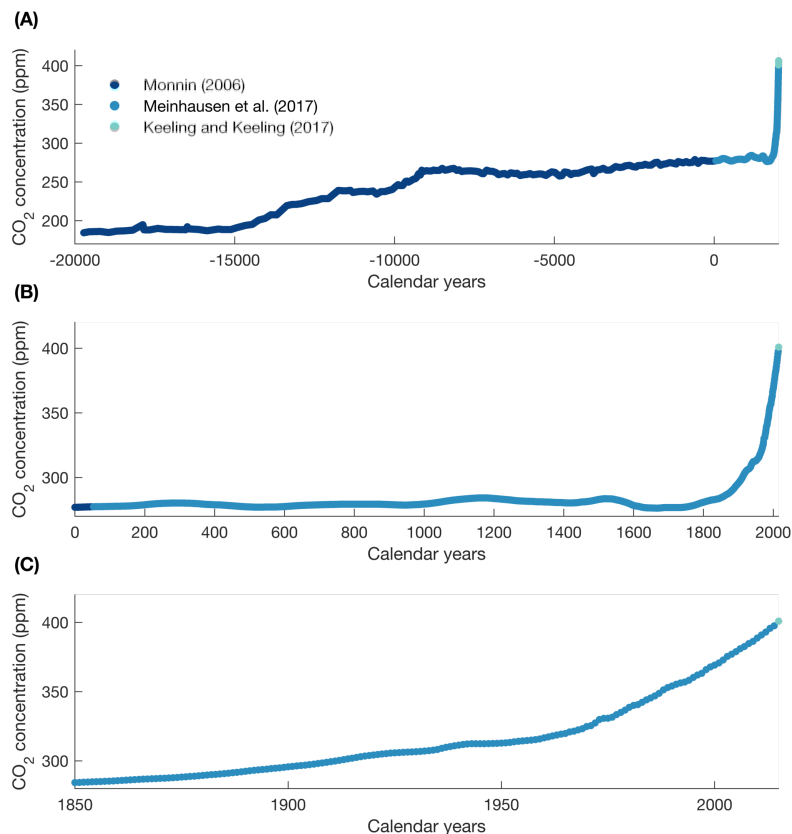 (A)
CO2 concentration (ppm)
400
350
300
250
200
Monnin (2006)
Meinhausen et al. (2017)
Keeling and Keeling (2017)
-20000 -15000 -10000 -5000 0
Calendar years
(B)
CO2 concentration (ppm)
400
350
300
0 200 400 600 800 1000 1200 1400 1600 1800 2000
Calendar years
(C)
CO2 concentration (ppm)
400
350
300
1850 1900 1950 2000
Calendar years